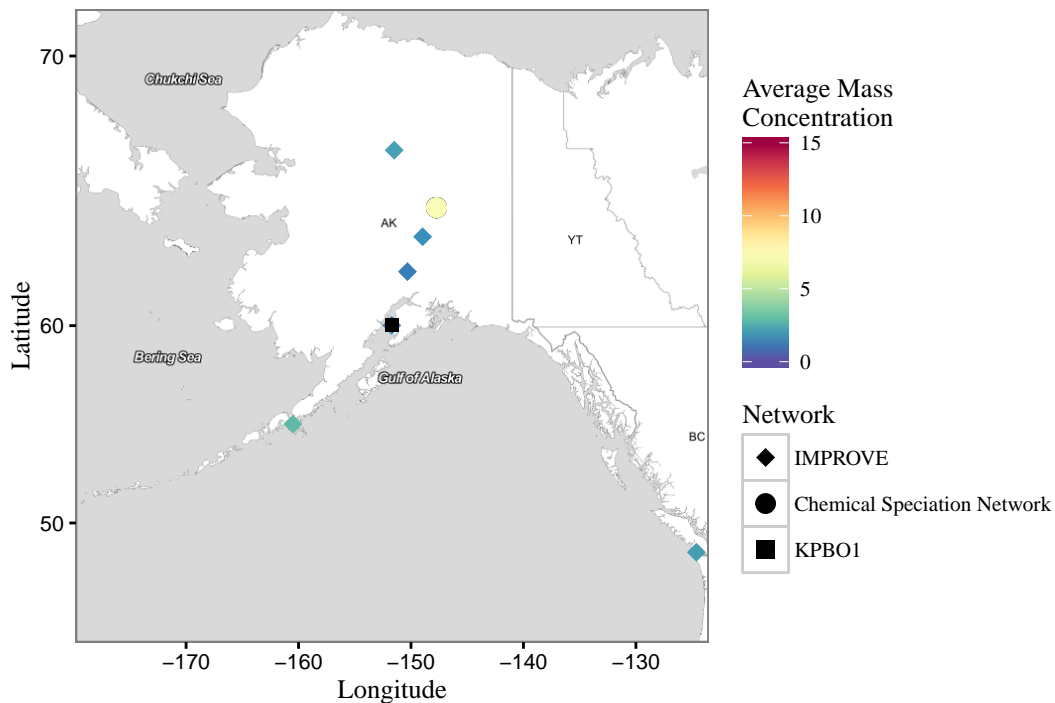 70
60
50
Latitude
Chukchi Sea
AK
YT
Bering Sea
Gulf of Alaska
BC
−170
−160
−150
−140
−130
Longitude
Average Mass
Concentration
15
10
5
0
Network
IMPROVE
Chemical Speciation Network
KPBO1